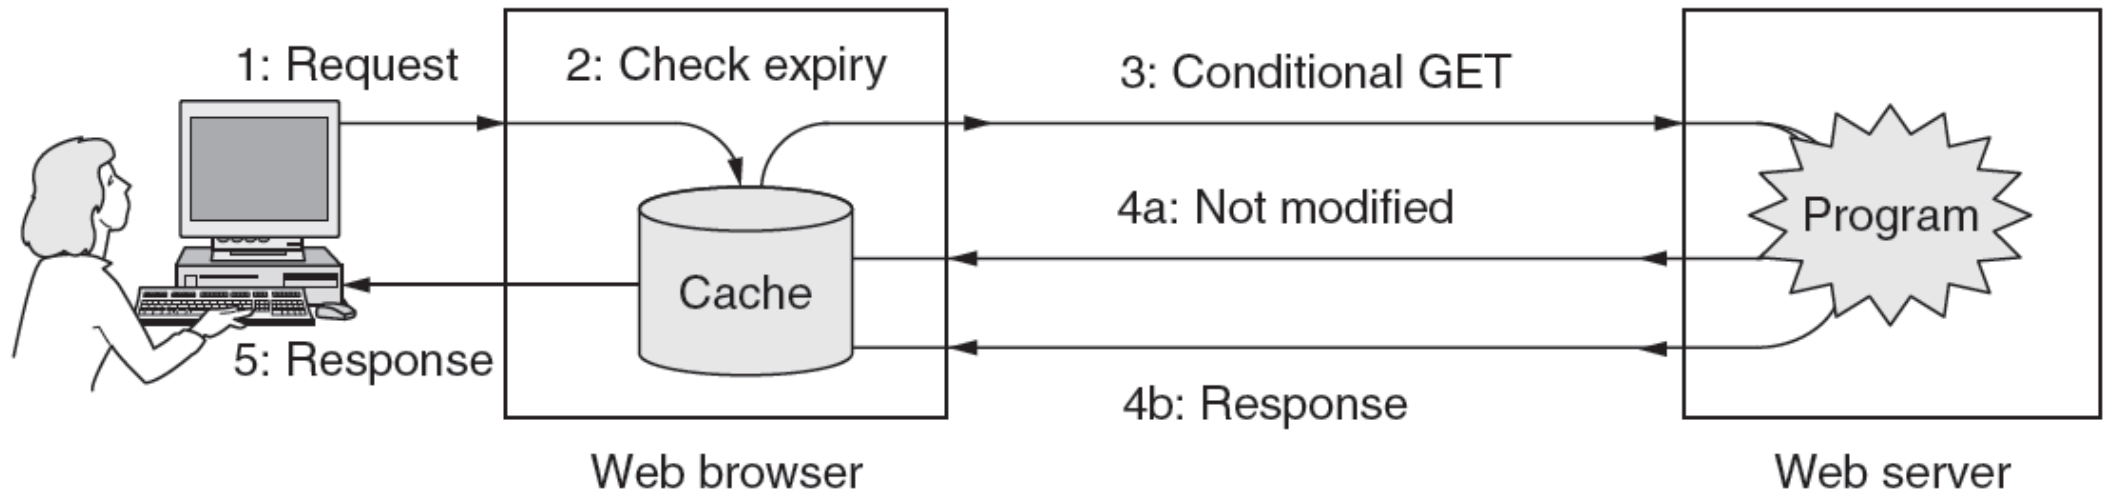 1: Request
2: Check expiry
3: Conditional GET
4a: Not modified
Program
Cache
5: Response
4b: Response
Web browser
Web server